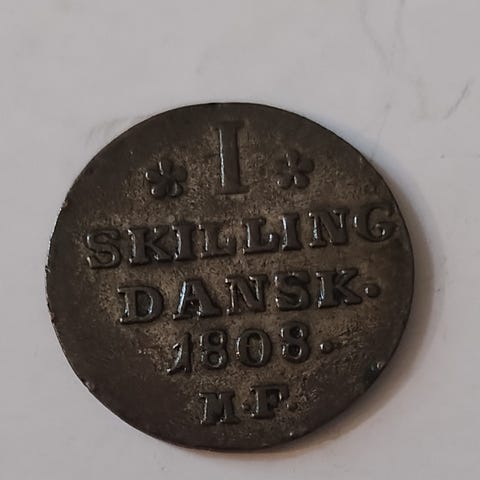 I
SKILLING
DANSK.
1808.
M.F.